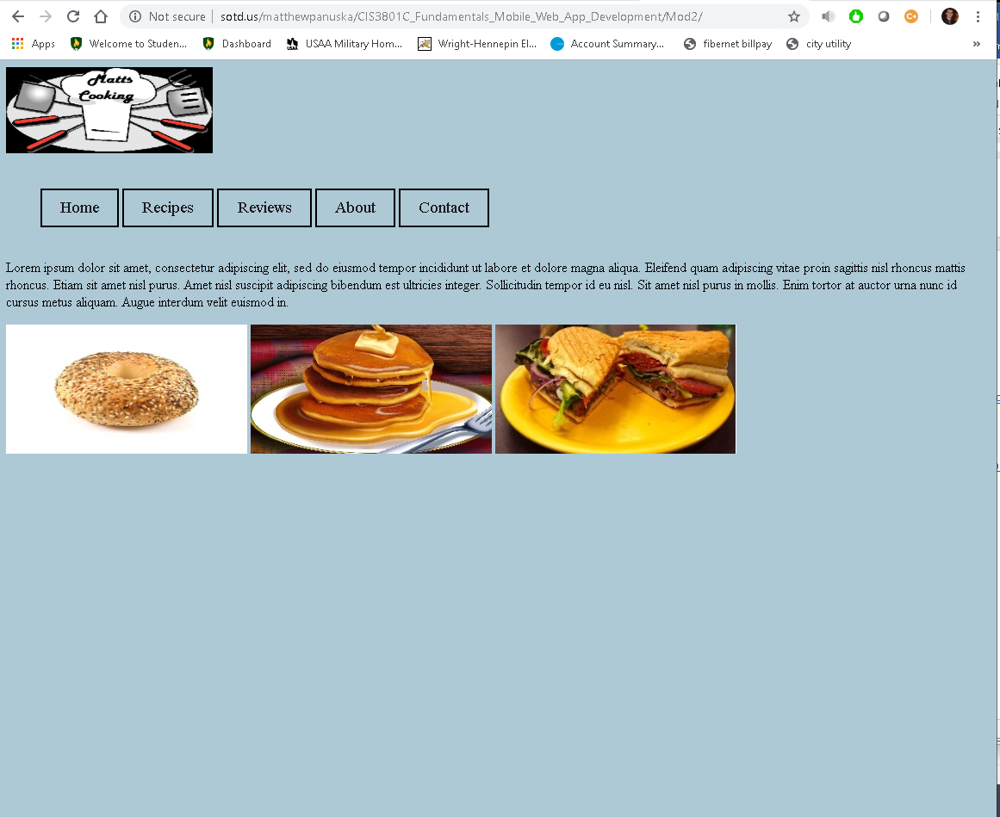 Not secure | sotd.us/matthewpanuska/CIS3801C_Fundamentals_Mobile_Web_App_Development/Mod2/
Apps Welcome to Studen... Dashboard USAA Military Hom... Wright-Hennepin El... Account Summary... fibernet billpay city utility »
Matts
Cooking
Home Recipes Reviews About Contact
Lorem ipsum dolor sit amet, consectetur adipiscing elit, sed do eiusmod tempor incididunt ut labore et dolore magna aliqua. Eleifend quam adipiscing vitae proin sagittis nisl rhoncus mattis
rhoncus. Etiam sit amet nisl purus. Amet nisl suscipit adipiscing bibendum est ultricies integer. Sollicitudin tempor id eu nisl. Sit amet nisl purus in mollis. Enim tortor at auctor urna nunc id
cursus metus aliquam. Augue interdum velit euismod in.